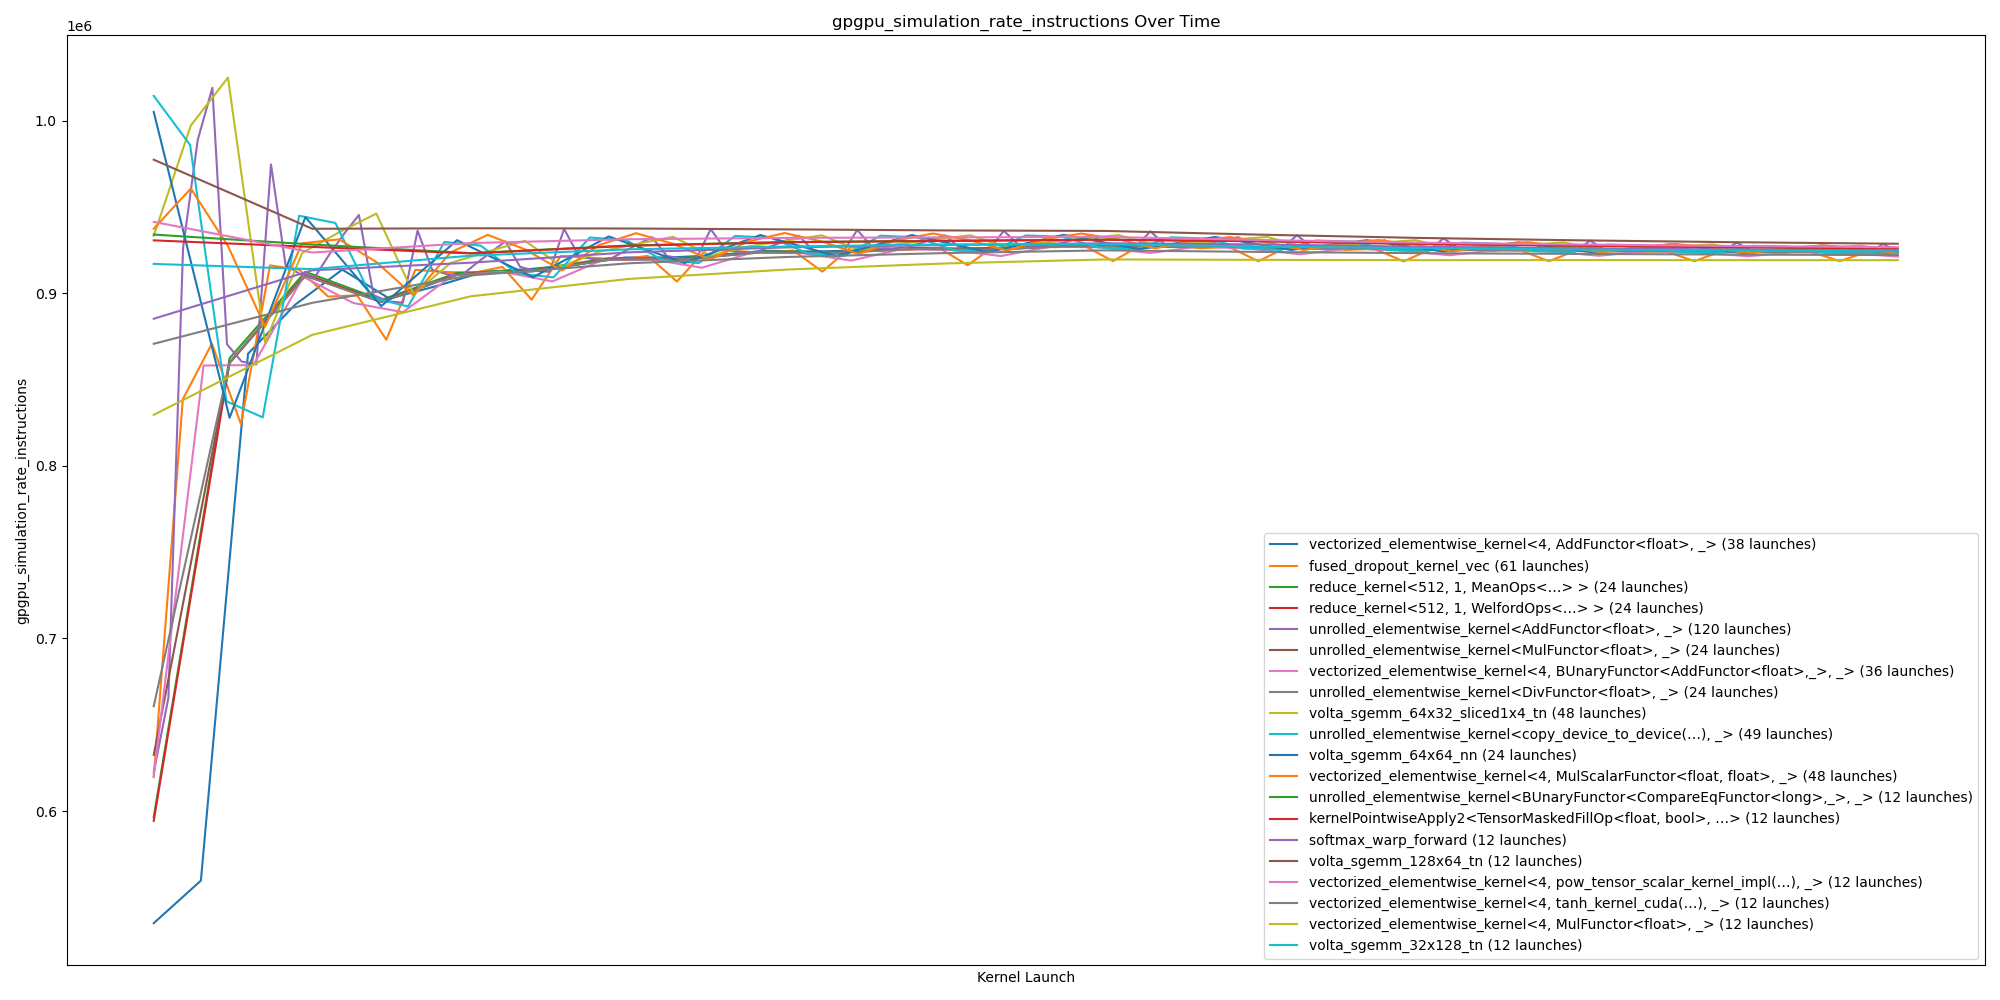 gpgpu_simulation_rate_instructions Over Time
1e6
1.0
0.9
0.8
0.7
0.6
gpgpu_simulation_rate_instructions
Kernel Launch
vectorized_elementwise_kernel<4, AddFunctor<float>, _> (38 launches)
fused_dropout_kernel_vec (61 launches)
reduce_kernel<512, 1, MeanOps<...> > (24 launches)
reduce_kernel<512, 1, WelfordOps<...> > (24 launches)
unrolled_elementwise_kernel<AddFunctor<float>, _> (120 launches)
unrolled_elementwise_kernel<MulFunctor<float>, _> (24 launches)
vectorized_elementwise_kernel<4, BUnaryFunctor<AddFunctor<float>,_>, _> (36 launches)
unrolled_elementwise_kernel<DivFunctor<float>, _> (24 launches)
volta_sgemm_64x32_sliced1x4_tn (48 launches)
unrolled_elementwise_kernel<copy_device_to_device(...), _> (49 launches)
volta_sgemm_64x64_nn (24 launches)
vectorized_elementwise_kernel<4, MulScalarFunctor<float, float>, _> (48 launches)
unrolled_elementwise_kernel<BUnaryFunctor<CompareEqFunctor<long>,_>, _> (12 launches)
kernelPointwiseApply2<TensorMaskedFillOp<float, bool>, ...> (12 launches)
softmax_warp_forward (12 launches)
volta_sgemm_128x64_tn (12 launches)
vectorized_elementwise_kernel<4, pow_tensor_scalar_kernel_impl(...), _> (12 launches)
vectorized_elementwise_kernel<4, tanh_kernel_cuda(...), _> (12 launches)
vectorized_elementwise_kernel<4, MulFunctor<float>, _> (12 launches)
volta_sgemm_32x128_tn (12 launches)